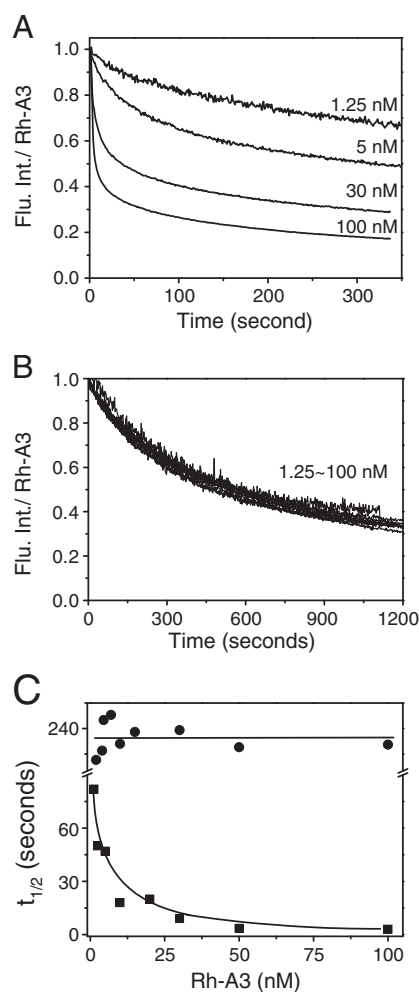 A
Flu. Int./ Rh-A3
1.0
0.8
0.6
0.4
0.2
0.0
1.25 nM
5 nM
30 nM
100 nM
0
100
200
300
Time (second)
B
Flu. Int./ Rh-A3
1.0
0.8
0.6
0.4
0.2
0.0
1.25~100 nM
0
300
600
900
1200
Time (seconds)
C
t1/2 (seconds)
240
60
30
0
0
25
50
75
100
Rh-A3 (nM)